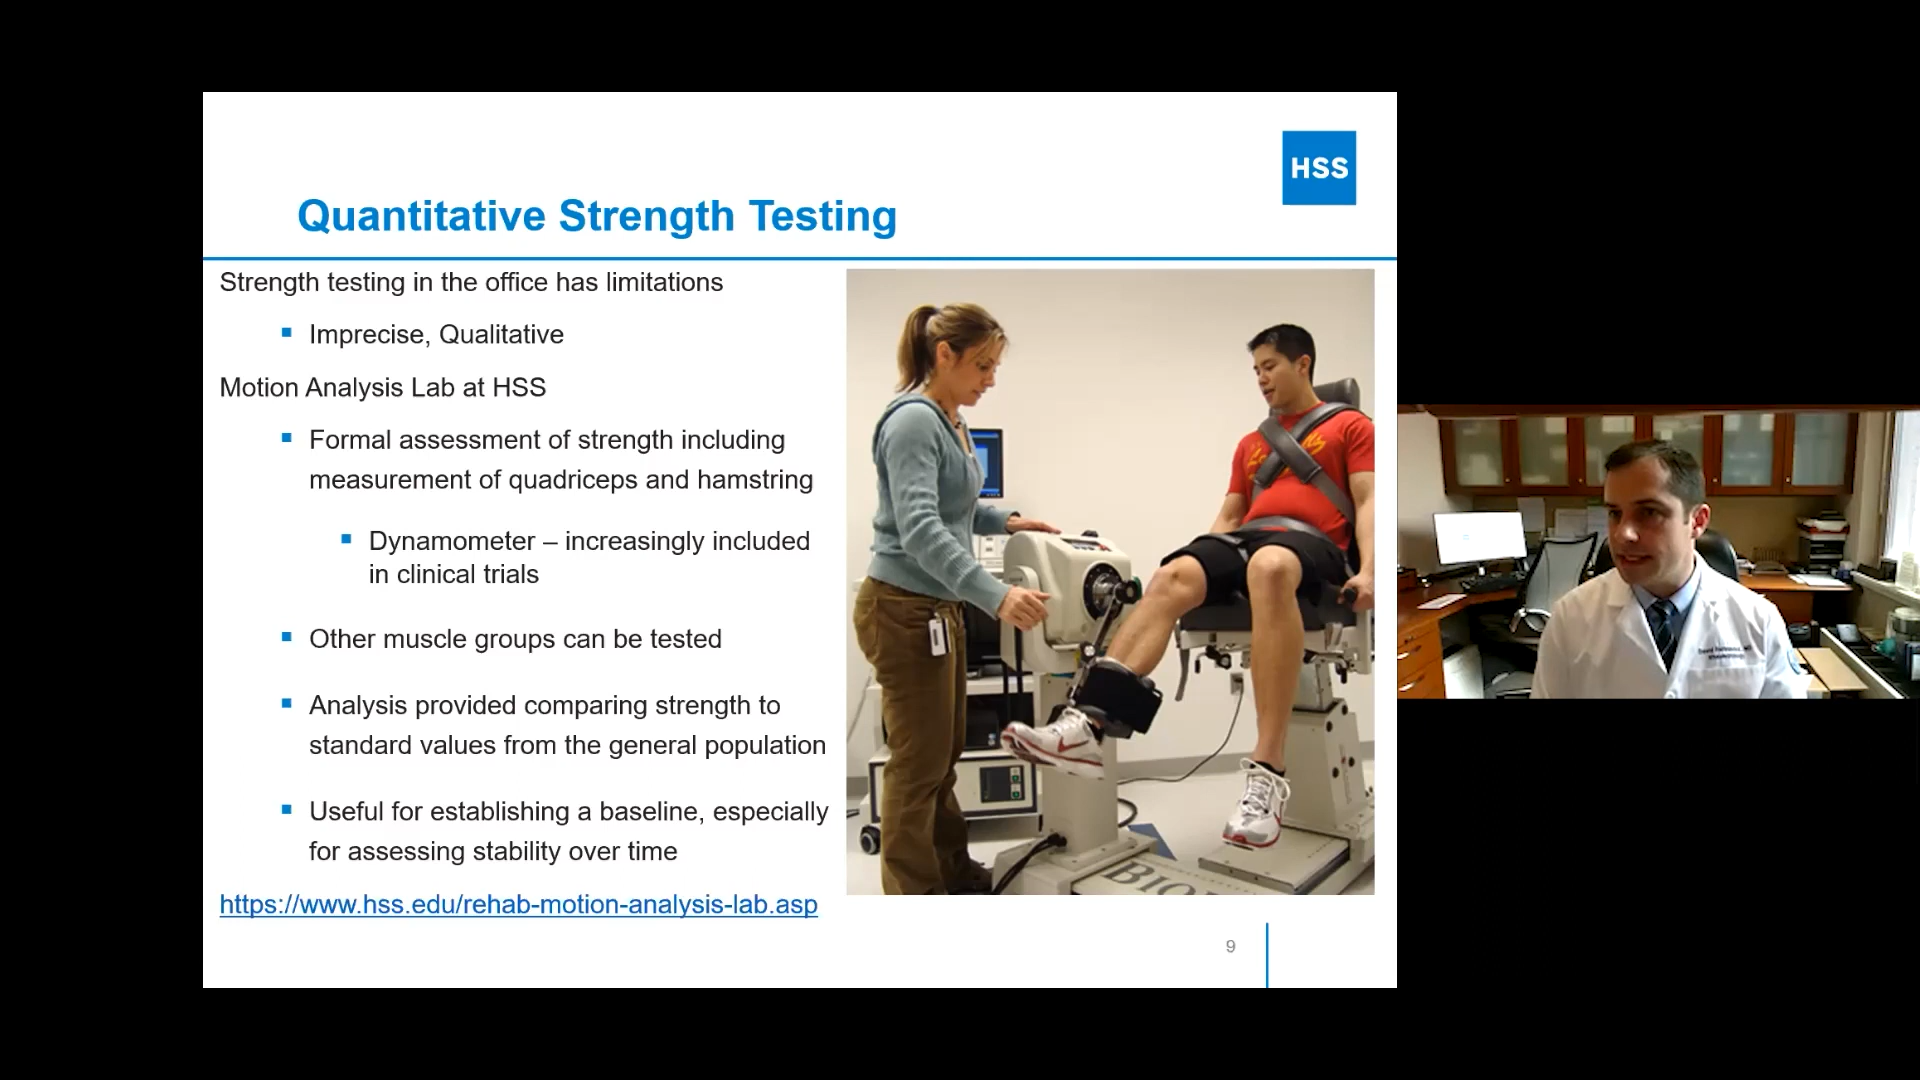 HSS
Quantitative Strength Testing
Strength testing in the office has limitations
Imprecise, Qualitative
Motion Analysis Lab at HSS
Formal assessment of strength including
measurement of quadriceps and hamstring
Dynamometer – increasingly included
in clinical trials
Other muscle groups can be tested
Analysis provided comparing strength to
standard values from the general population
Useful for establishing a baseline, especially
for assessing stability over time
https://www.hss.edu/rehab-motion-analysis-lab.asp
9